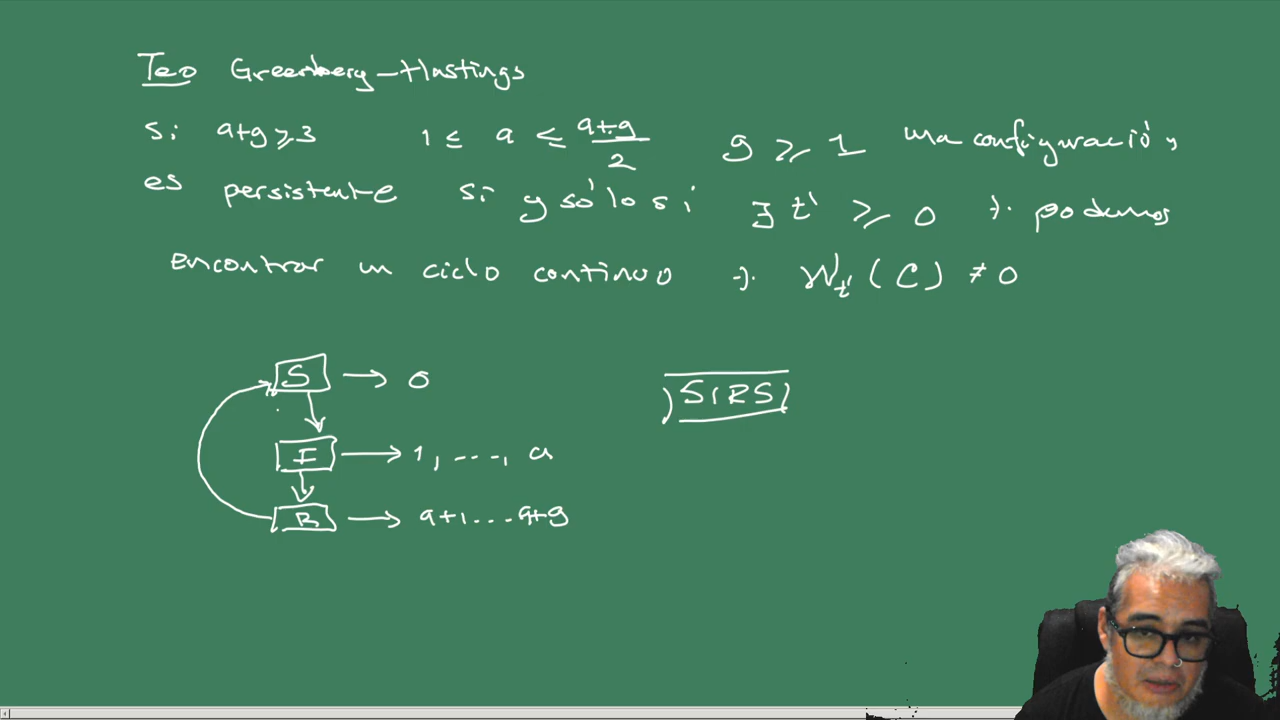 Teo Greenberg-Hastings
Si a+g ≥ 3 1 ≤ a ≤ (a+g)/2 g ≥ 1 una configuración
es persistente si y sólo si ∃ t' ≥ 0 t. podemos
encontrar un ciclo continuo t. W_t'(C) ≠ 0
S → 0
SIRS
I → 1, ..., a
R → a+1 ... a+g